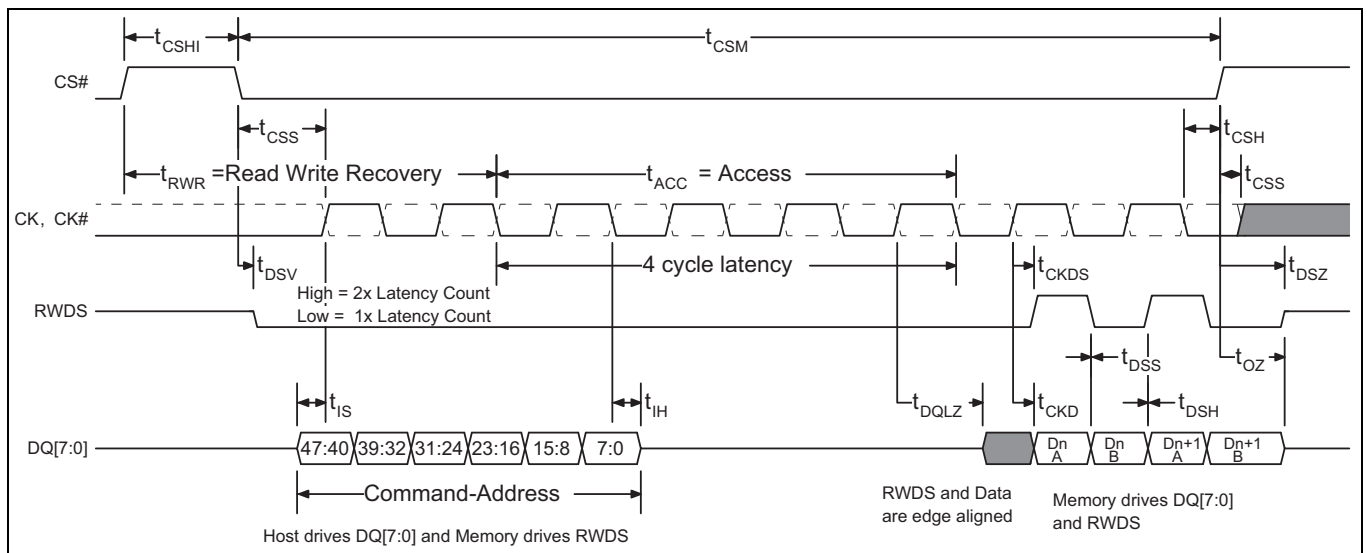 tCSHI
tCSM
CS#
tCSS
tCSH
tRWR =Read Write Recovery
tACC = Access
tCSS
CK, CK#
4 cycle latency
tDSV
tCKDS
tDSZ
High = 2x Latency Count
Low = 1x Latency Count
RWDS
tDSS
tOZ
tIS
tIH
tDQLZ
tCKD
tDSH
DQ[7:0]
47:40 39:32 31:24 23:16 15:8 7:0
Dn A
Dn B
Dn+1 A
Dn+1 B
Command-Address
RWDS and Data
are edge aligned
Memory drives DQ[7:0]
and RWDS
Host drives DQ[7:0] and Memory drives RWDS